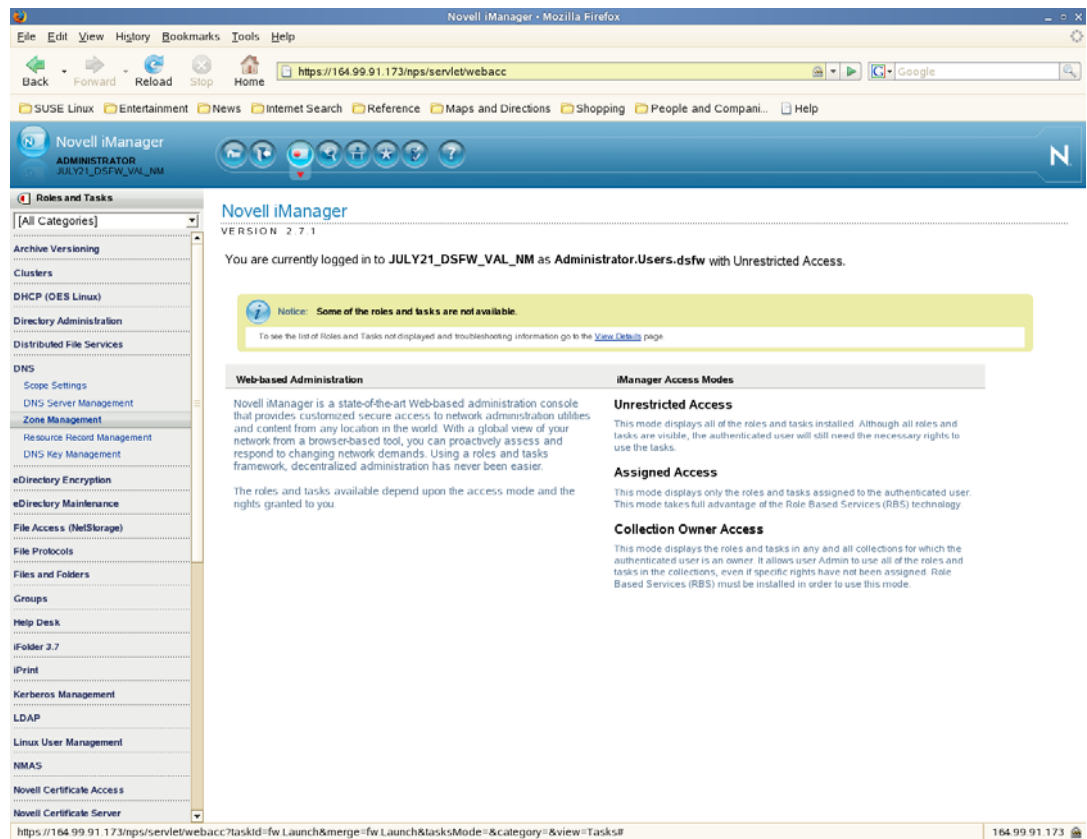 Novell iManager - Mozilla Firefox
File Edit View History Bookmarks Tools Help
Back Forward Reload Stop Home https://164.99.91.173/nps/servlet/webacc G Google
SUSE Linux Entertainment News Internet Search Reference Maps and Directions Shopping People and Compani... Help
N Novell iManager
ADMINISTRATOR
JULY21_DSFW_VAL_NM
N
Roles and Tasks
[All Categories]
Archive Versioning
Clusters
DHCP (OES Linux)
Directory Administration
Distributed File Services
DNS
Scope Settings
DNS Server Management
Zone Management
Resource Record Management
DNS Key Management
eDirectory Encryption
eDirectory Maintenance
File Access (NetStorage)
File Protocols
Files and Folders
Groups
Help Desk
iFolder 3.7
iPrint
Kerberos Management
LDAP
Linux User Management
NMAS
Novell Certificate Access
Novell Certificate Server
Novell iManager
VERSION 2.7.1
You are currently logged in to JULY21_DSFW_VAL_NM as Administrator.Users.dsfw with Unrestricted Access.
Notice: Some of the roles and tasks are not available.
To see the list of Roles and Tasks not displayed and troubleshooting information go to the View Details page.
Web-based Administration
Novell iManager is a state-of-the-art Web-based administration console
that provides customized secure access to network administration utilities
and content from any location in the world. With a global view of your
network from a browser-based tool, you can proactively assess and
respond to changing network demands. Using a roles and tasks
framework, decentralized administration has never been easier.
The roles and tasks available depend upon the access mode and the
rights granted to you.
iManager Access Modes
Unrestricted Access
This mode displays all of the roles and tasks installed. Although all roles and
tasks are visible, the authenticated user will still need the necessary rights to
use the tasks.
Assigned Access
This mode displays only the roles and tasks assigned to the authenticated user.
This mode takes full advantage of the Role Based Services (RBS) technology.
Collection Owner Access
This mode displays the roles and tasks in any and all collections for which the
authenticated user is an owner. It allows user Admin to use all of the roles and
tasks in the collections, even if specific rights have not been assigned. Role
Based Services (RBS) must be installed in order to use this mode.
https://164.99.91.173/nps/servlet/webacc?taskId=fw.Launch&merge=fw.Launch&tasksMode=&category=&view=Tasks# 164.99.91.173